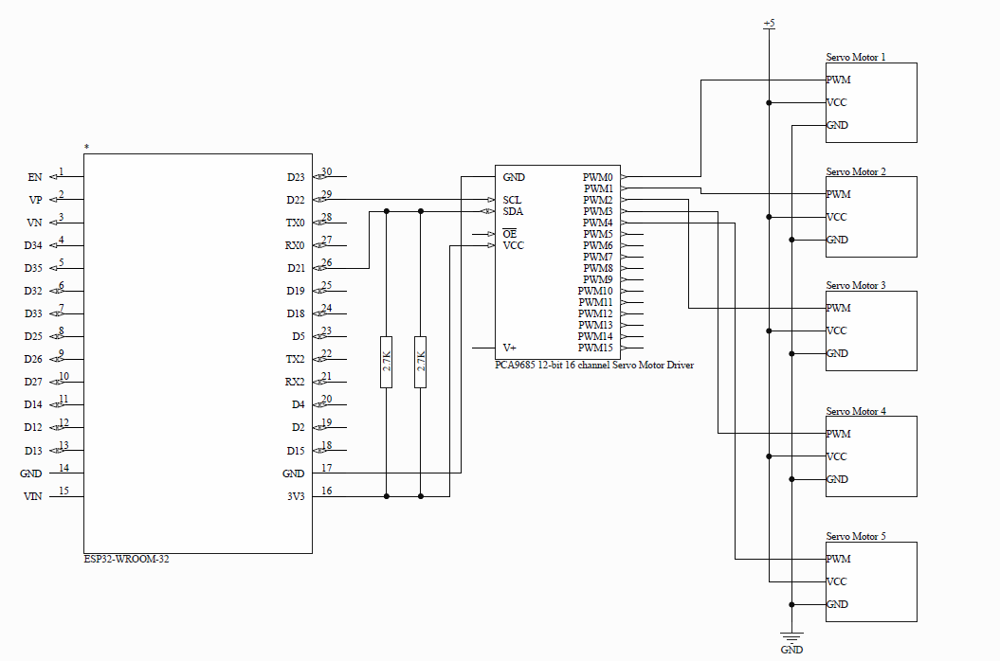 +5
*
EN 1
VP 2
VN 3
D34 4
D35 5
D32 6
D33 7
D25 8
D26 9
D27 10
D14 11
D12 12
D13 13
GND 14
VIN 15
D23 30
D22 29
TX0 28
RX0 27
D21 26
D19 25
D18 24
D5 23
TX2 22
RX2 21
D4 20
D2 19
D15 18
GND 17
3V3 16
ESP32-WROOM-32
2.7K
2.7K
GND
SCL
SDA
OE
VCC
V+
PWM0
PWM1
PWM2
PWM3
PWM4
PWM5
PWM6
PWM7
PWM8
PWM9
PWM10
PWM11
PWM12
PWM13
PWM14
PWM15
PCA9685 12-bit 16 channel Servo Motor Driver
Servo Motor 1
PWM
VCC
GND
Servo Motor 2
PWM
VCC
GND
Servo Motor 3
PWM
VCC
GND
Servo Motor 4
PWM
VCC
GND
Servo Motor 5
PWM
VCC
GND
GND